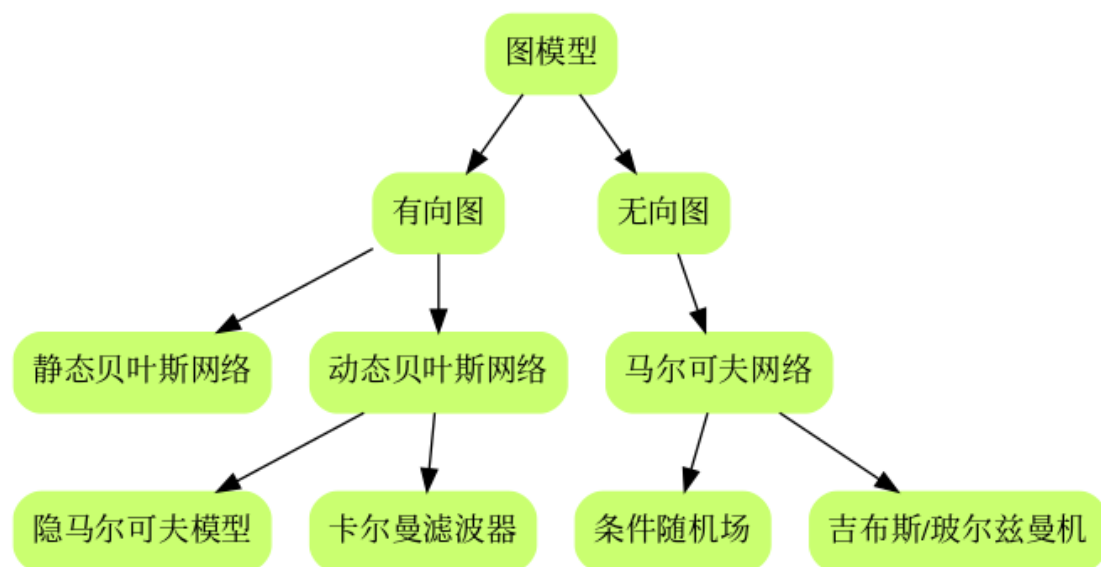 图模型
有向图
无向图
静态贝叶斯网络
动态贝叶斯网络
马尔可夫网络
隐马尔可夫模型
卡尔曼滤波器
条件随机场
吉布斯/玻尔兹曼机